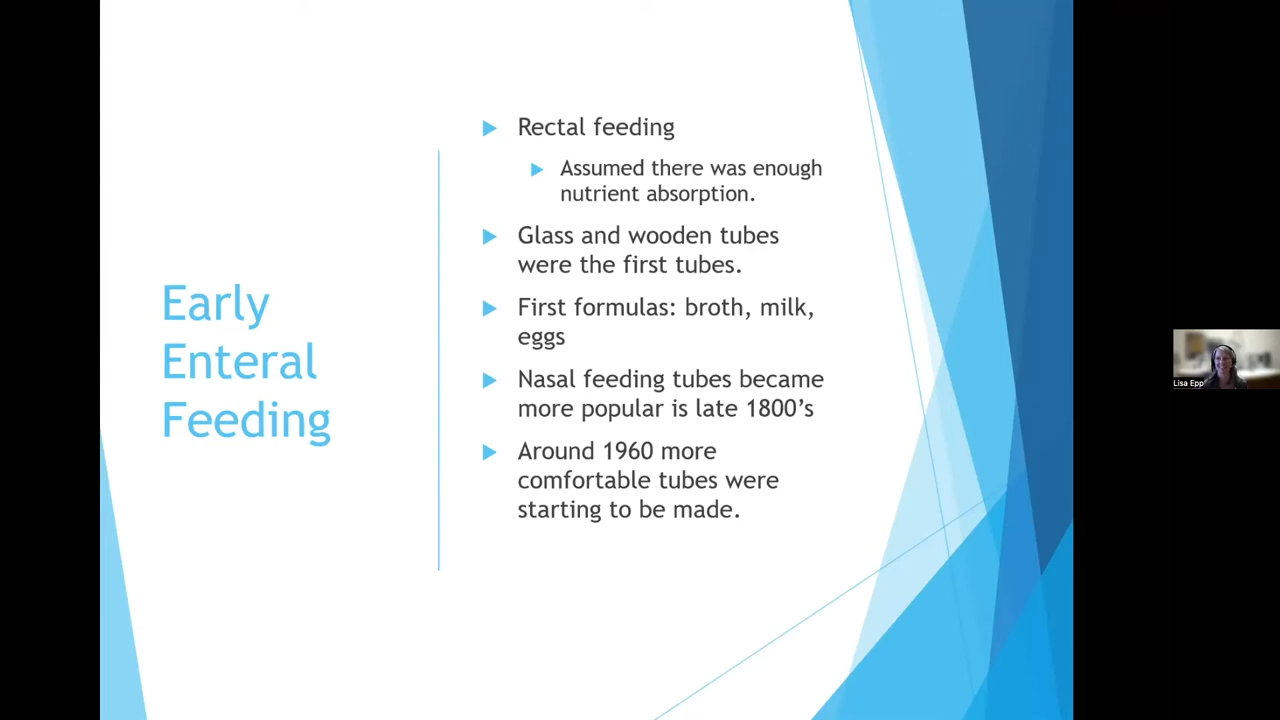 Early
Enteral
Feeding
Rectal feeding
Assumed there was enough
nutrient absorption.
Glass and wooden tubes
were the first tubes.
First formulas: broth, milk,
eggs
Nasal feeding tubes became
more popular is late 1800’s
Around 1960 more
comfortable tubes were
starting to be made.
Lisa Epp